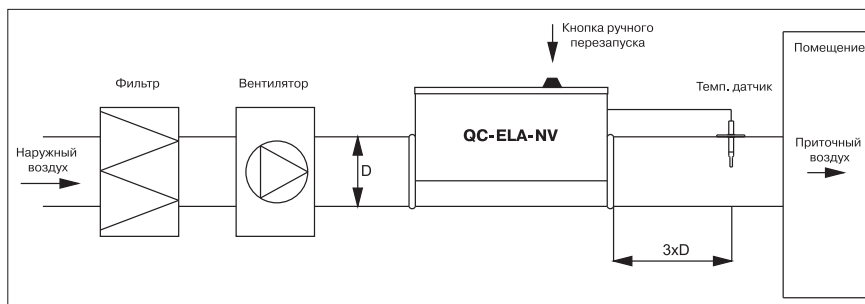 Кнопка ручного
перезапуска
Помещение
Фильтр
Вентилятор
Темп. датчик
QC-ELA-NV
Наружный
воздух
D
Приточный
воздух
3xD